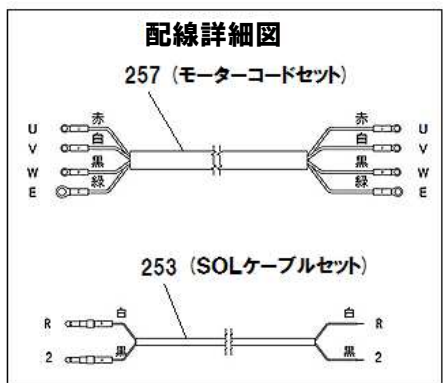 配線詳細図
257 (モーターコードセット)
U 赤 赤 U
V 白 白 V
W 黒 黒 W
E 緑 緑 E
253 (SOLケーブルセット)
R 白 白 R
2 黒 黒 2